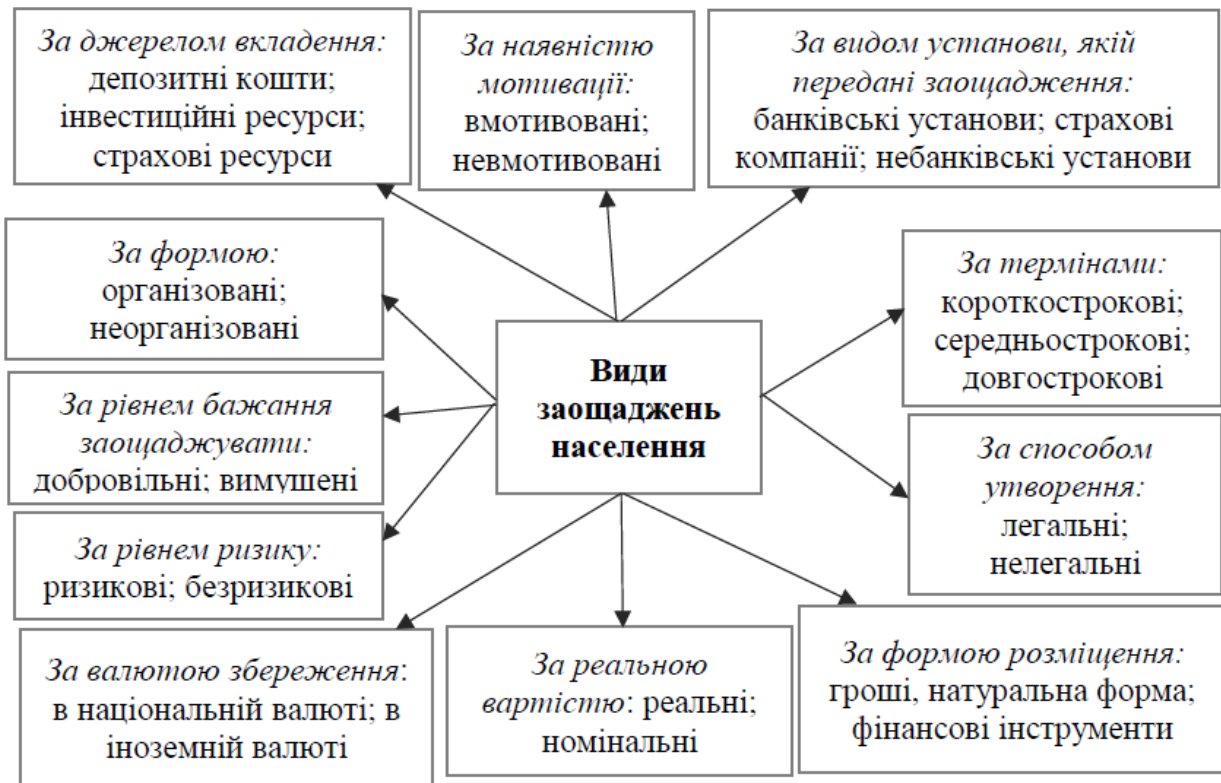 За джерелом вкладення:
депозитні кошти;
інвестиційні ресурси;
страхові ресурси
За наявністю
мотивації:
вмотивовані;
невмотивовані
За видом установи, якій
передані заощадження:
банківські установи; страхові
компанії; небанківські установи
За формою:
організовані;
неорганізовані
За термінами:
короткострокові;
середньострокові;
довгострокові
Види
заощаджень
населення
За рівнем бажання
заощаджувати:
добровільні; вимушені
За способом
утворення:
легальні;
нелегальні
За рівнем ризику:
ризикові; безризикові
За валютою збереження:
в національній валюті; в
іноземній валюті
За реальною
вартістю: реальні;
номінальні
За формою розміщення:
гроші, натуральна форма;
фінансові інструменти